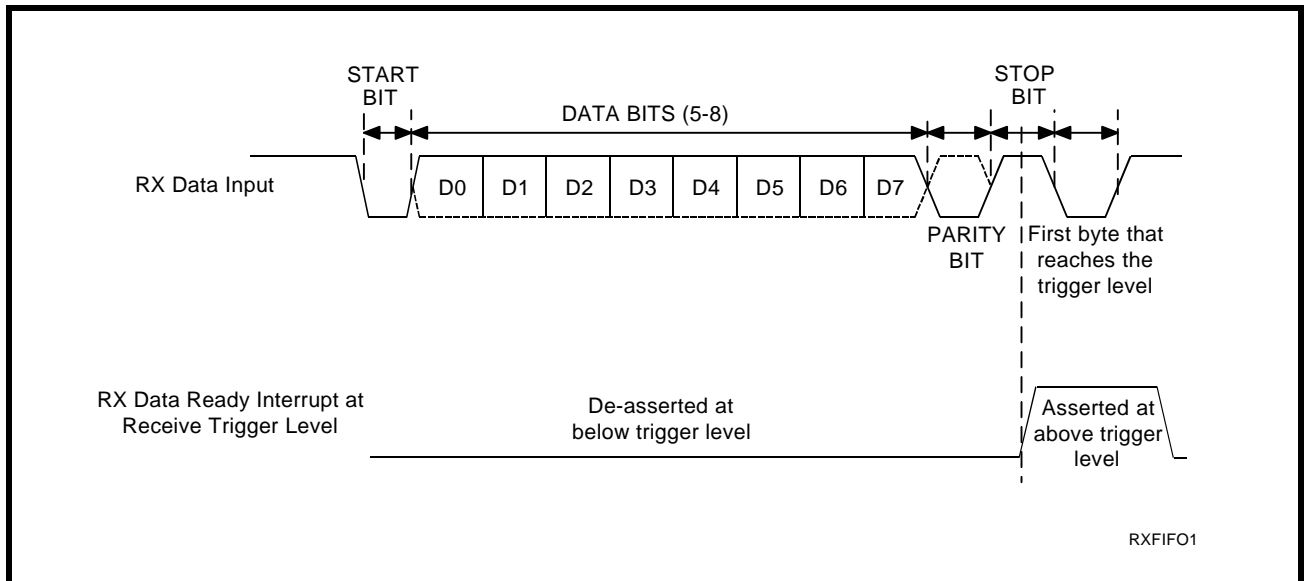 START
BIT
STOP
BIT
DATA BITS (5-8)
RX Data Input
D0 D1 D2 D3 D4 D5 D6 D7
PARITY
BIT
First byte that
reaches the
trigger level
RX Data Ready Interrupt at
Receive Trigger Level
De-asserted at
below trigger level
Asserted at
above trigger
level
RXFIFO1